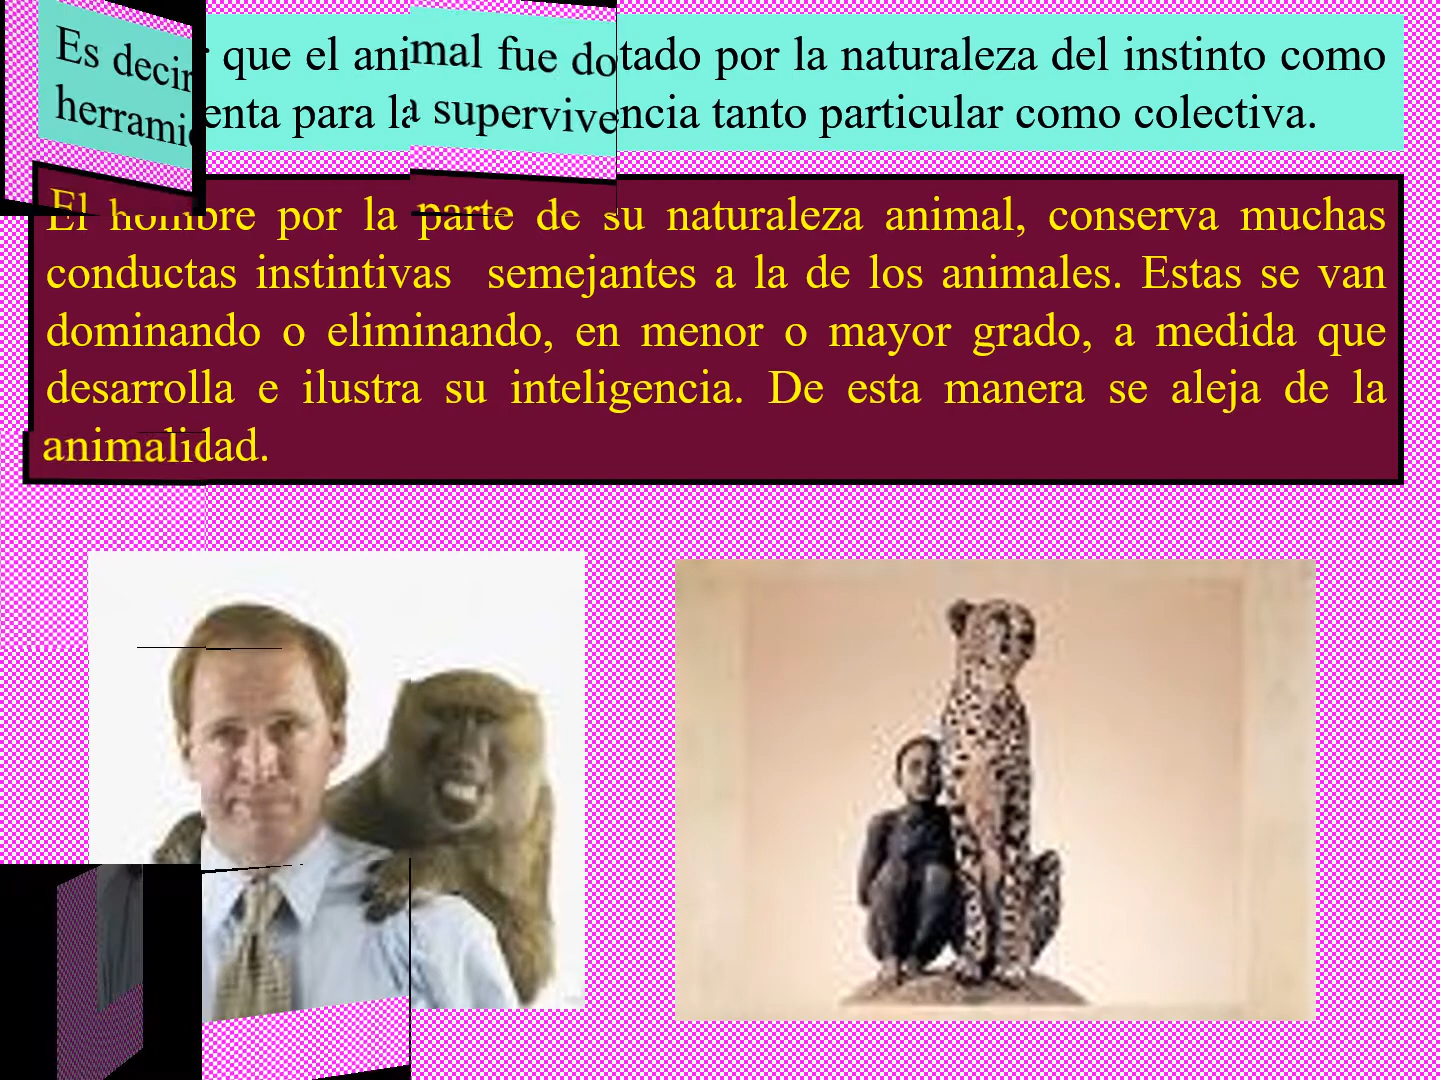 Es decir que el animal fue dotado por la naturaleza del instinto como
herramienta para la supervivencia tanto particular como colectiva.
El hombre por la parte de su naturaleza animal, conserva muchas
conductas instintivas semejantes a la de los animales. Estas se van
dominando o eliminando, en menor o mayor grado, a medida que
desarrolla e ilustra su inteligencia. De esta manera se aleja de la
animalidad.